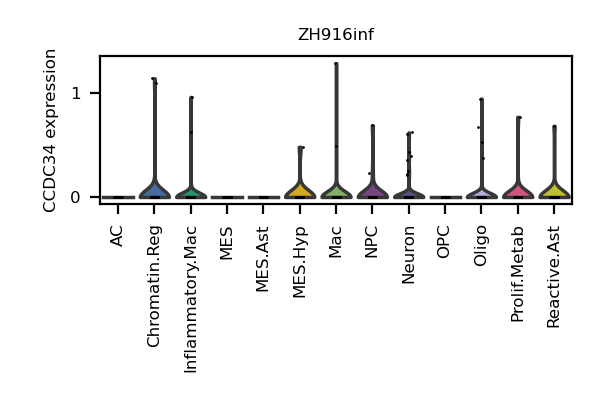 ZH916inf
CCDC34 expression
1
0
AC
Chromatin.Reg
Inflammatory.Mac
MES
MES.Ast
MES.Hyp
Mac
NPC
Neuron
OPC
Oligo
Prolif.Metab
Reactive.Ast